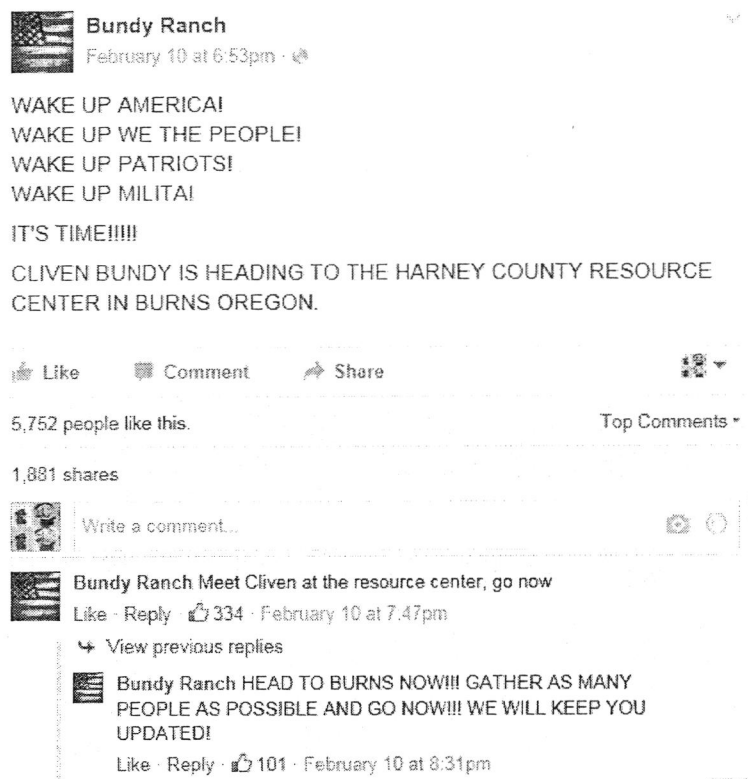 Bundy Ranch
February 10 at 6:53pm ·
WAKE UP AMERICA!
WAKE UP WE THE PEOPLE!
WAKE UP PATRIOTS!
WAKE UP MILITA!
IT'S TIME!!!!!
CLIVEN BUNDY IS HEADING TO THE HARNEY COUNTY RESOURCE
CENTER IN BURNS OREGON.
Like Comment Share
5,752 people like this. Top Comments
1,881 shares
Write a comment...
Bundy Ranch Meet Cliven at the resource center, go now
Like · Reply · 334 · February 10 at 7:47pm
View previous replies
Bundy Ranch HEAD TO BURNS NOW!!! GATHER AS MANY
PEOPLE AS POSSIBLE AND GO NOW!!! WE WILL KEEP YOU
UPDATED!
Like · Reply · 101 · February 10 at 8:31pm